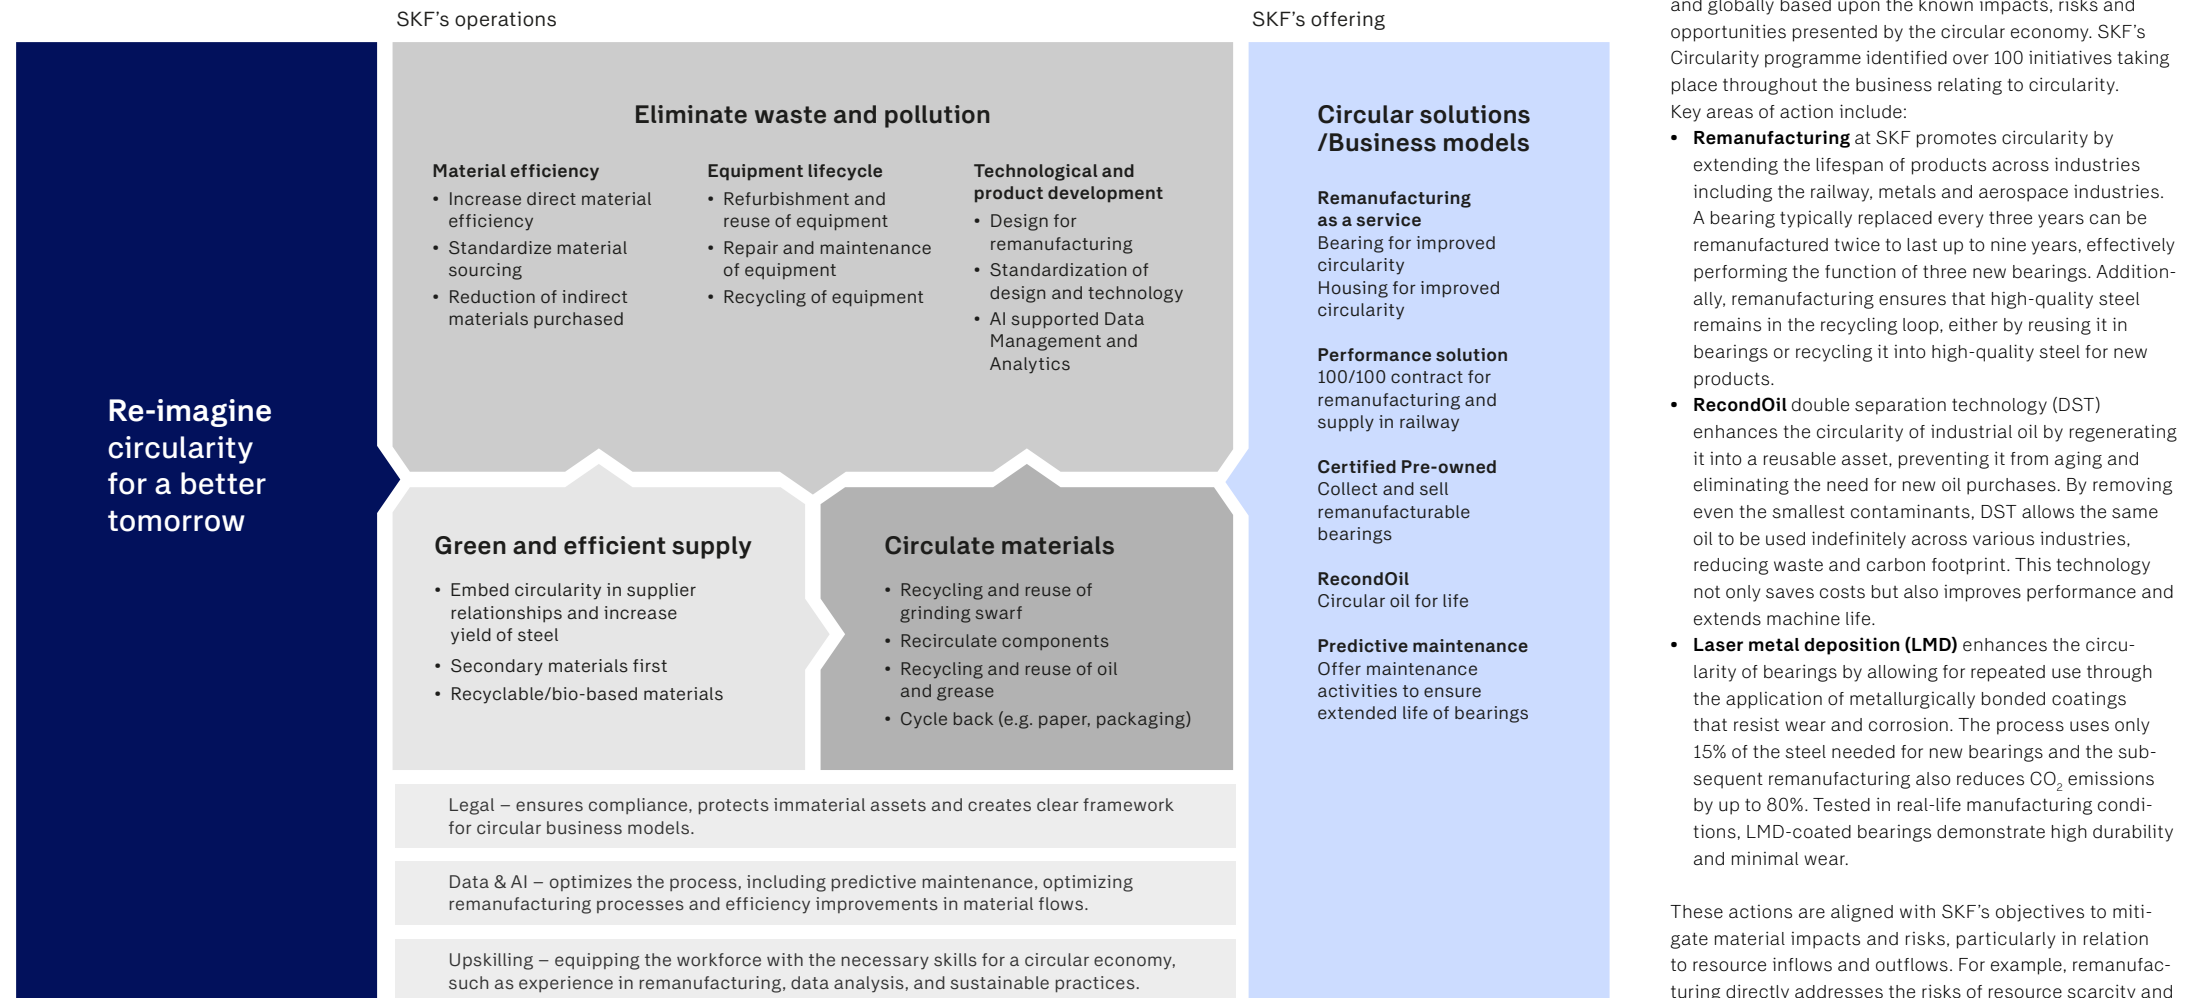 SKF's operations
SKF's offering
Re-imagine
circularity
for a better
tomorrow
Eliminate waste and pollution
Material efficiency
• Increase direct material
efficiency
• Standardize material
sourcing
• Reduction of indirect
materials purchased
Equipment lifecycle
• Refurbishment and
reuse of equipment
• Repair and maintenance
of equipment
• Recycling of equipment
Technological and
product development
• Design for
remanufacturing
• Standardization of
design and technology
• AI supported Data
Management and
Analytics
Green and efficient supply
• Embed circularity in supplier
relationships and increase
yield of steel
• Secondary materials first
• Recyclable/bio-based materials
Circulate materials
• Recycling and reuse of
grinding swarf
• Recirculate components
• Recycling and reuse of oil
and grease
• Cycle back (e.g. paper, packaging)
Legal – ensures compliance, protects immaterial assets and creates clear framework
for circular business models.
Data & AI – optimizes the process, including predictive maintenance, optimizing
remanufacturing processes and efficiency improvements in material flows.
Upskilling – equipping the workforce with the necessary skills for a circular economy,
such as experience in remanufacturing, data analysis, and sustainable practices.
Circular solutions
/Business models
Remanufacturing
as a service
Bearing for improved
circularity
Housing for improved
circularity
Performance solution
100/100 contract for
remanufacturing and
supply in railway
Certified Pre-owned
Collect and sell
remanufacturable
bearings
RecondOil
Circular oil for life
Predictive maintenance
Offer maintenance
activities to ensure
extended life of bearings
and globally based upon the known impacts, risks and
opportunities presented by the circular economy. SKF's
Circularity programme identified over 100 initiatives taking
place throughout the business relating to circularity.
Key areas of action include:
• Remanufacturing at SKF promotes circularity by
extending the lifespan of products across industries
including the railway, metals and aerospace industries.
A bearing typically replaced every three years can be
remanufactured twice to last up to nine years, effectively
performing the function of three new bearings. Addition-
ally, remanufacturing ensures that high-quality steel
remains in the recycling loop, either by reusing it in
bearings or recycling it into high-quality steel for new
products.
• RecondOil double separation technology (DST)
enhances the circularity of industrial oil by regenerating
it into a reusable asset, preventing it from aging and
eliminating the need for new oil purchases. By removing
even the smallest contaminants, DST allows the same
oil to be used indefinitely across various industries,
reducing waste and carbon footprint. This technology
not only saves costs but also improves performance and
extends machine life.
• Laser metal deposition (LMD) enhances the circu-
larity of bearings by allowing for repeated use through
the application of metallurgically bonded coatings
that resist wear and corrosion. The process uses only
15% of the steel needed for new bearings and the sub-
sequent remanufacturing also reduces CO₂ emissions
by up to 80%. Tested in real-life manufacturing condi-
tions, LMD-coated bearings demonstrate high durability
and minimal wear.
These actions are aligned with SKF's objectives to miti-
gate material impacts and risks, particularly in relation
to resource inflows and outflows. For example, remanufac-
turing directly addresses the risks of resource scarcity and